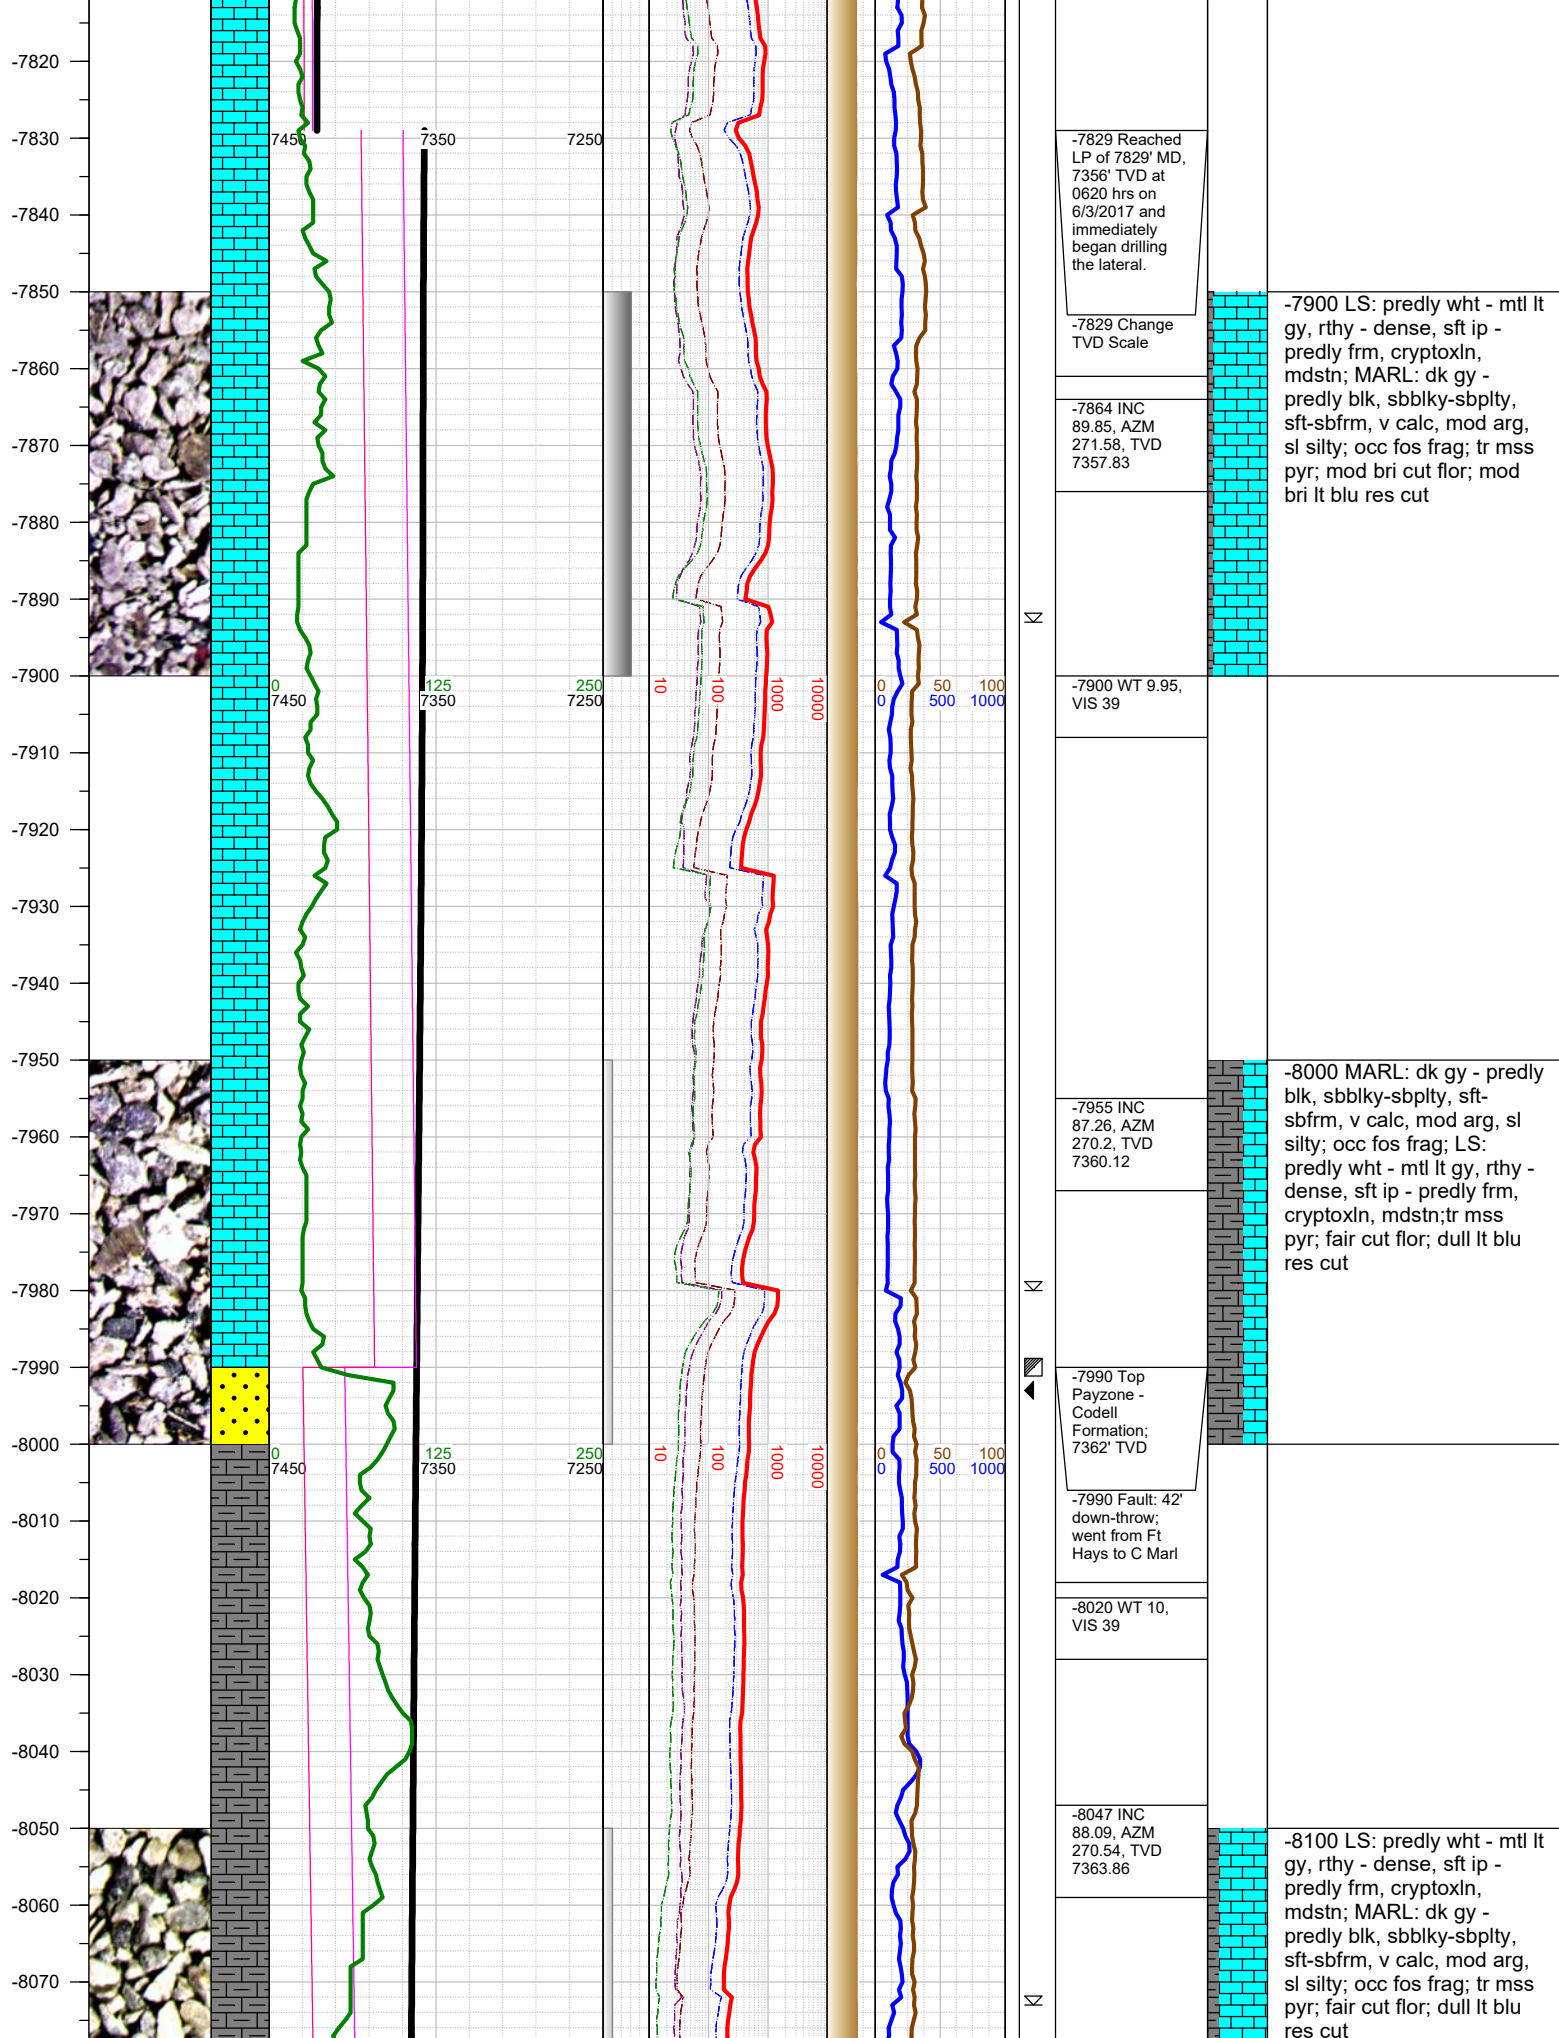 -7820
-7830
-7840
-7850
-7860
-7870
-7880
-7890
-7900
-7910
-7920
-7930
-7940
-7950
-7960
-7970
-7980
-7990
-8000
-8010
-8020
-8030
-8040
-8050
-8060
-8070
7450 7350 7250
0 125 250
7450 7350 7250
10 100 1000 10000
0 50 100
0 500 1000
0 125 250
7450 7350 7250
10 100 1000 10000
0 50 100
0 500 1000
-7829 Reached
LP of 7829' MD,
7356' TVD at
0620 hrs on
6/3/2017 and
immediately
began drilling
the lateral.
-7829 Change
TVD Scale
-7864 INC
89.85, AZM
271.58, TVD
7357.83
-7900 WT 9.95,
VIS 39
-7955 INC
87.26, AZM
270.2, TVD
7360.12
-7990 Top
Payzone -
Codell
Formation;
7362' TVD
-7990 Fault: 42'
down-throw;
went from Ft
Hays to C Marl
-8020 WT 10,
VIS 39
-8047 INC
88.09, AZM
270.54, TVD
7363.86
-7900 LS: predly wht - mtl lt
gy, rthy - dense, sft ip -
predly frm, cryptoxln,
mdstn; MARL: dk gy -
predly blk, sbblky-sbplty,
sft-sbfrm, v calc, mod arg,
sl silty; occ fos frag; tr mss
pyr; mod bri cut flor; mod
bri lt blu res cut
-8000 MARL: dk gy - predly
blk, sbblky-sbplty, sft-
sbfrm, v calc, mod arg, sl
silty; occ fos frag; LS:
predly wht - mtl lt gy, rthy -
dense, sft ip - predly frm,
cryptoxln, mdstn;tr mss
pyr; fair cut flor; dull lt blu
res cut
-8100 LS: predly wht - mtl lt
gy, rthy - dense, sft ip -
predly frm, cryptoxln,
mdstn; MARL: dk gy -
predly blk, sbblky-sbplty,
sft-sbfrm, v calc, mod arg,
sl silty; occ fos frag; tr mss
pyr; fair cut flor; dull lt blu
res cut